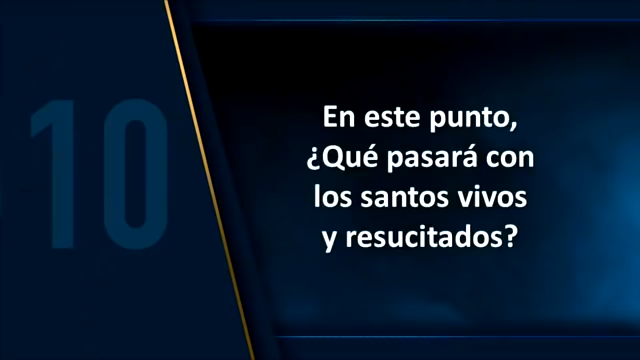 10
En este punto,
¿Qué pasará con
los santos vivos
y resucitados?